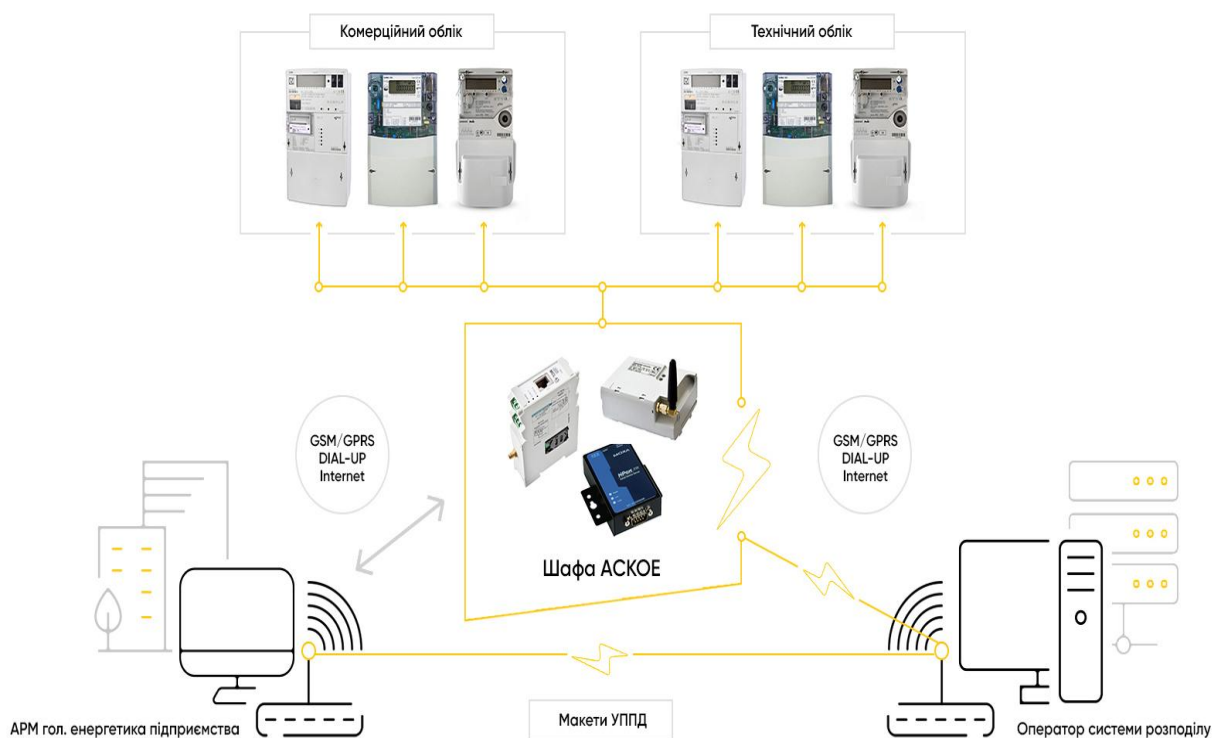 Комерційний облік
Технічний облік
GSM/GPRS
DIAL-UP
Internet
GSM/GPRS
DIAL-UP
Internet
Шафа АСКОЕ
АРМ гол. енергетика підприємства
Макети УППД
Оператор системи розподілу